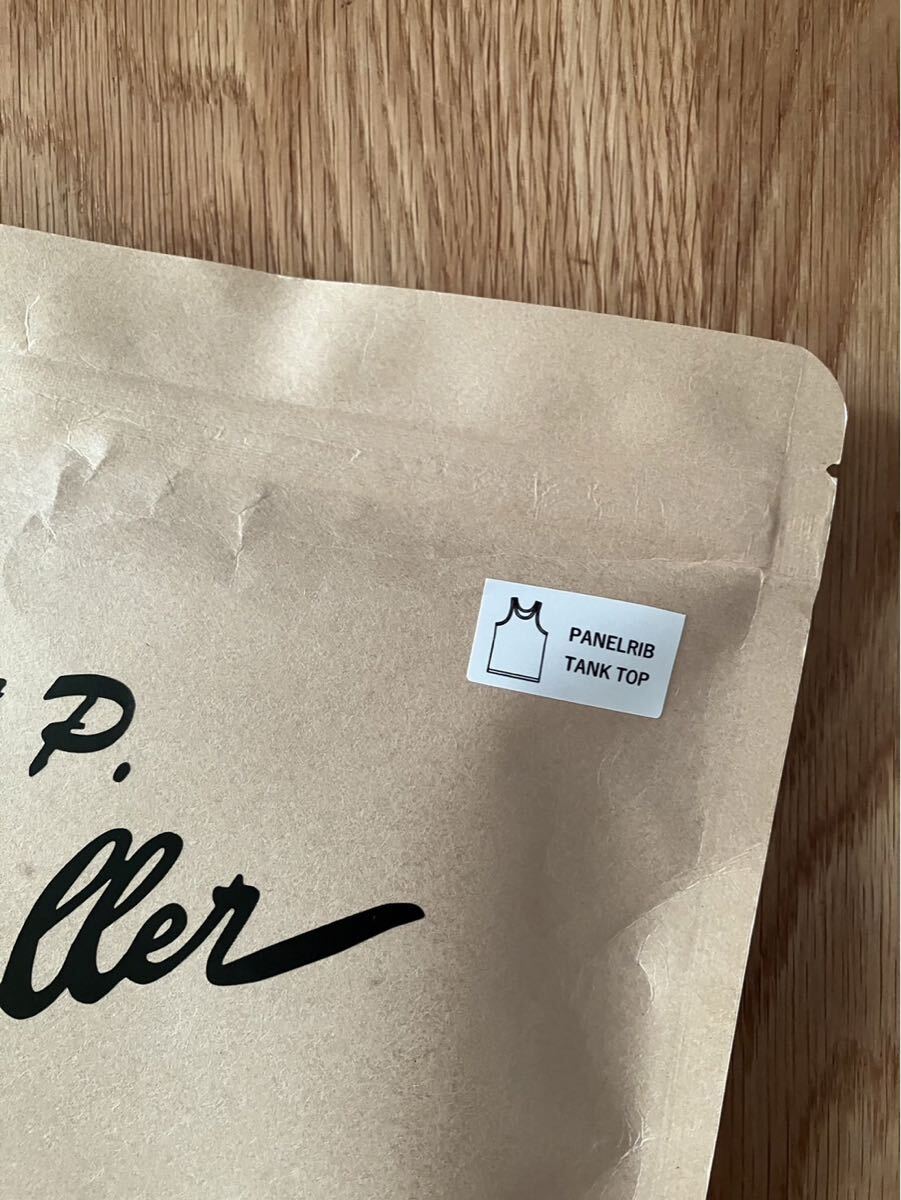 P.
ller
PANELRIB
TANK TOP